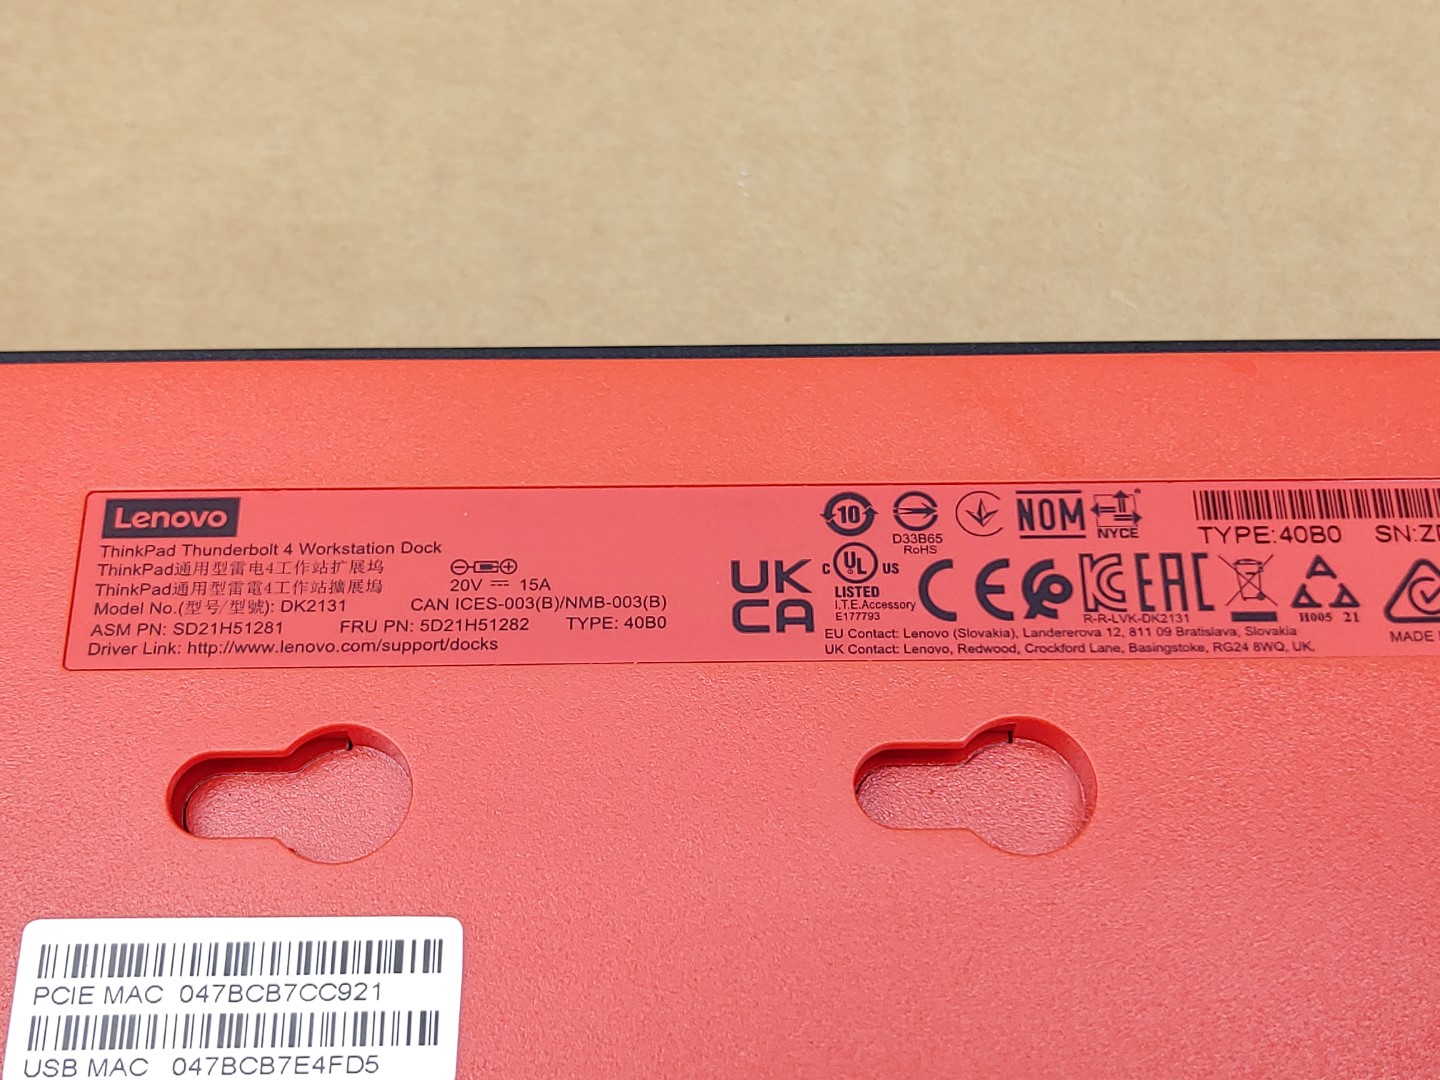 Lenovo
ThinkPad Thunderbolt 4 Workstation Dock
ThinkPad通用型雷电4工作站扩展坞
ThinkPad通用型雷電4工作站擴展塢
20V 15A
Model No.(型号/型號): DK2131
CAN ICES-003(B)/NMB-003(B)
ASM PN: SD21H51281
FRU PN: 5D21H51282
TYPE: 40B0
Driver Link: http://www.lenovo.com/support/docks
UK
CA
10
D33B65
RoHS
NOM
NYCE
C UL US
LISTED
I.T.E.Accessory
E177793
CE
KC
EAC
R-R-LVK-DK2131
H005 21
EU Contact: Lenovo (Slovakia), Landererova 12, 811 09 Bratislava, Slovakia
UK Contact: Lenovo, Redwood, Crockford Lane, Basingstoke, RG24 8WQ, UK.
TYPE:40B0
SN:
MADE
PCIE MAC 047BCB7CC921
USB MAC 047BCB7E4FD5